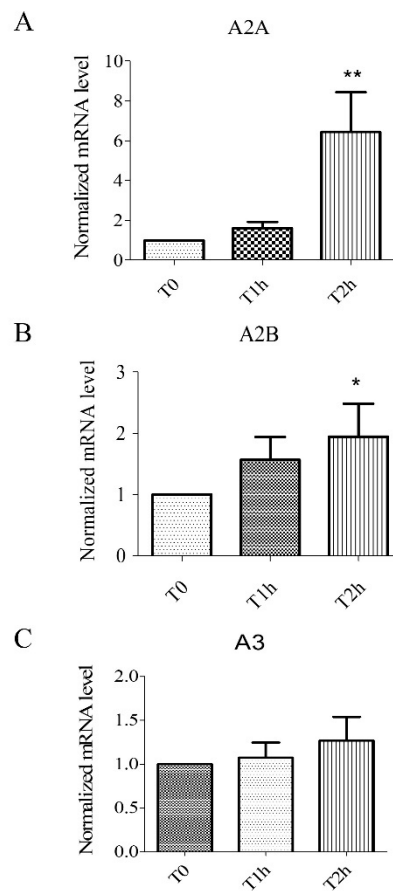 A
A2A
Normalized mRNA level
10
8
6
4
2
0
**
T0
T1h
T2h
B
A2B
Normalized mRNA level
3
2
1
0
*
T0
T1h
T2h
C
A3
Normalized mRNA level
2.0
1.5
1.0
0.5
0.0
T0
T1h
T2h